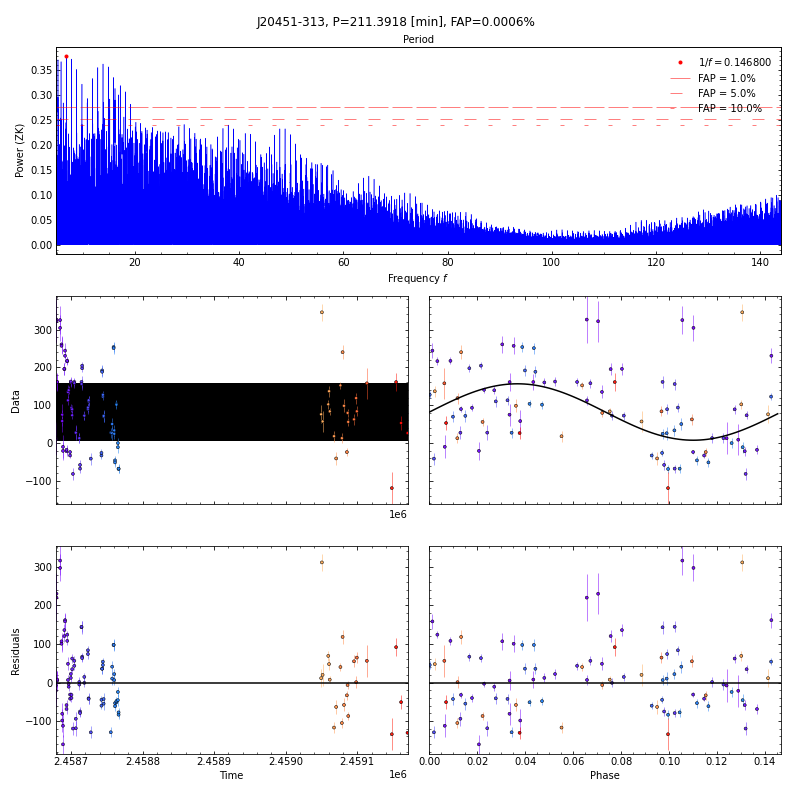 J20451-313, P=211.3918 [min], FAP=0.0006%
Period
Power (ZK)
0.35
0.30
0.25
0.20
0.15
0.10
0.05
0.00
1/f = 0.146800
FAP = 1.0%
FAP = 5.0%
FAP = 10.0%
20 40 60 80 100 120 140
Frequency f
Data
300
200
100
0
−100
1e6
Residuals
300
200
100
0
−100
2.4587 2.4588 2.4589 2.4590 2.4591
1e6
Time
0.00 0.02 0.04 0.06 0.08 0.10 0.12 0.14
Phase